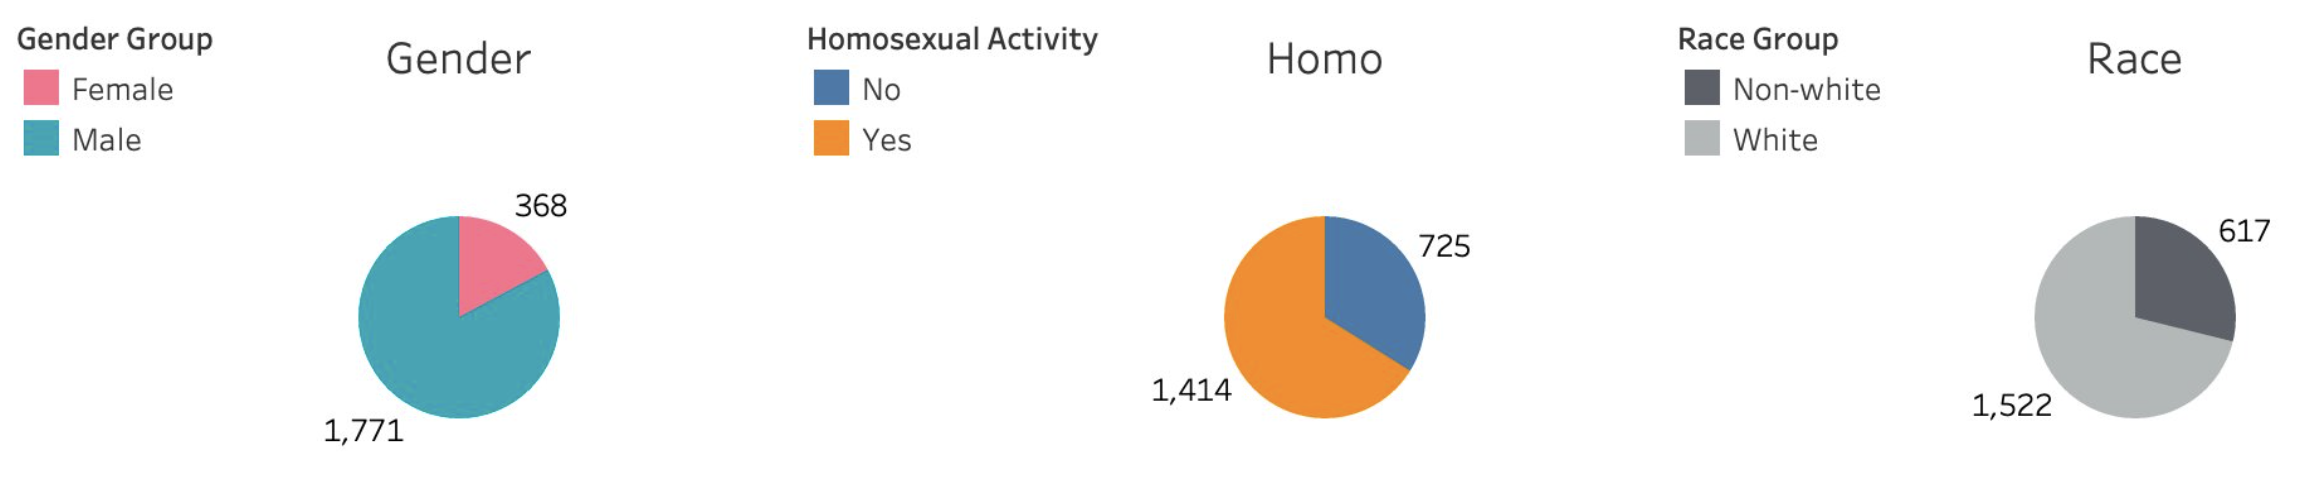 Gender Group
Female
Male
Gender
368
1,771
Homosexual Activity
No
Yes
Homo
725
1,414
Race Group
Non-white
White
Race
617
1,522